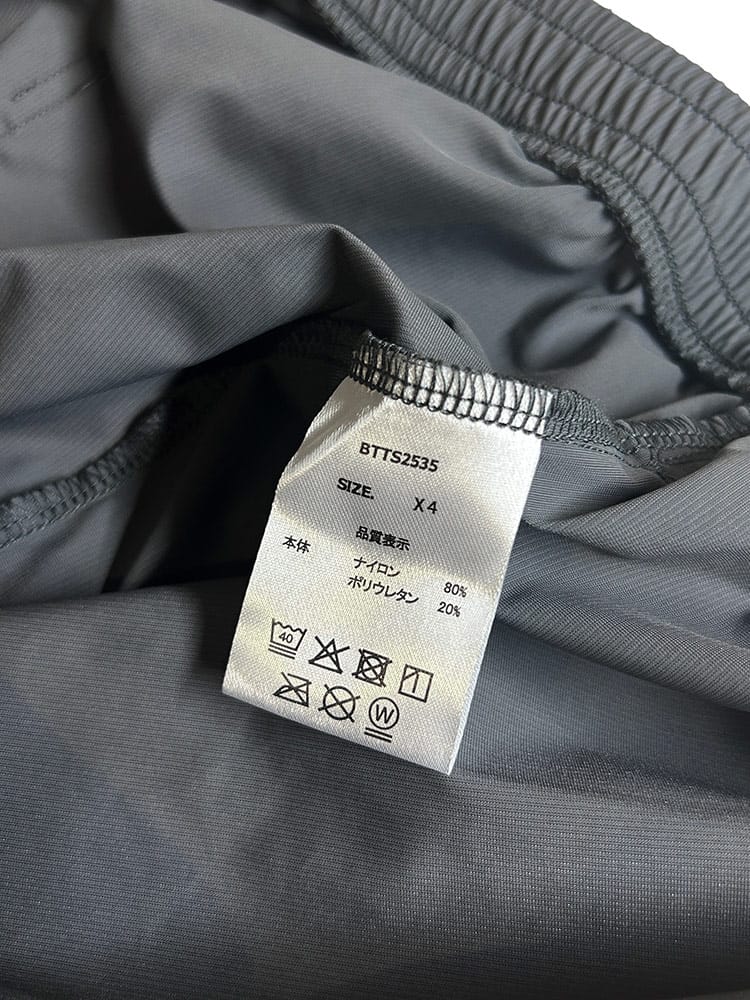 BTTS2535
SIZE. X4
品質表示
本体 ナイロン 80%
ポリウレタン 20%
40
W